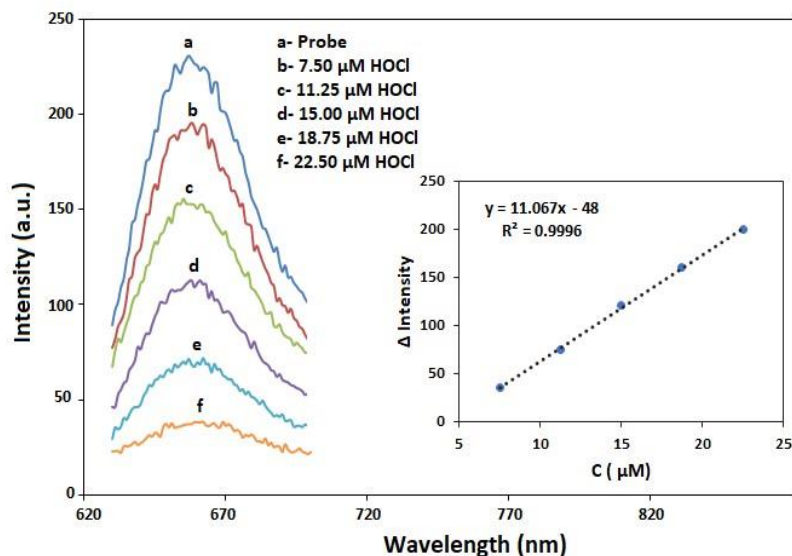 250
200
150
100
50
0
Intensity (a.u.)
620
670
720
770
820
Wavelength (nm)
a
b
c
d
e
f
a- Probe
b- 7.50 µM HOCl
c- 11.25 µM HOCl
d- 15.00 µM HOCl
e- 18.75 µM HOCl
f- 22.50 µM HOCl
250
200
150
100
50
0
Δ Intensity
y = 11.067x - 48
R² = 0.9996
5
10
15
20
25
C ( µM)